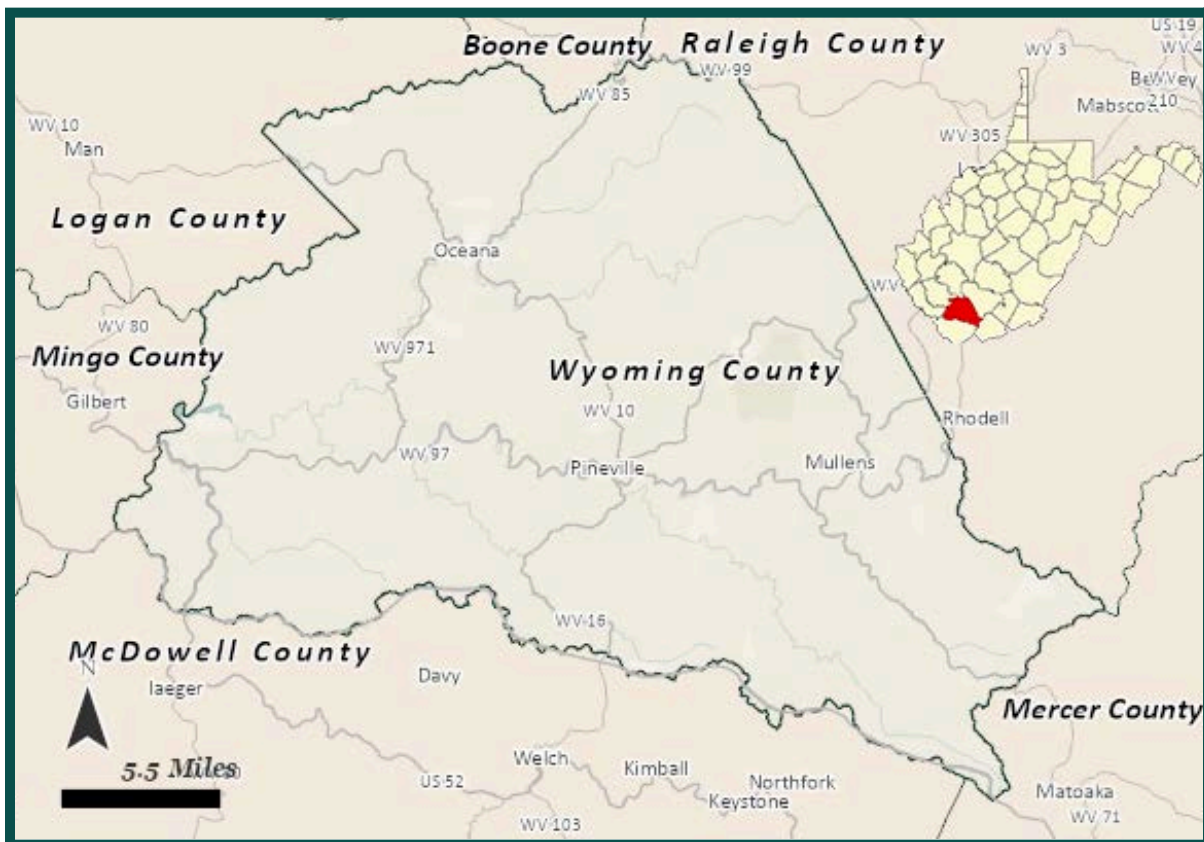 Boone County
Raleigh County
US 19
WV 3
WV 4
WV 99
WV 85
Mabscott
210
WV 10
Man
WV 305
Logan County
Oceana
WV
WV 80
WV 971
Mingo County
Wyoming County
Gilbert
WV 10
Rhodell
WV 97
Pineville
Mullens
WV 16
McDowell County
N
Davy
Iaeger
Mercer County
5.5 Miles
Welch
Kimball
US 52
Northfork
Keystone
Matoaka
WV 103
WV 71